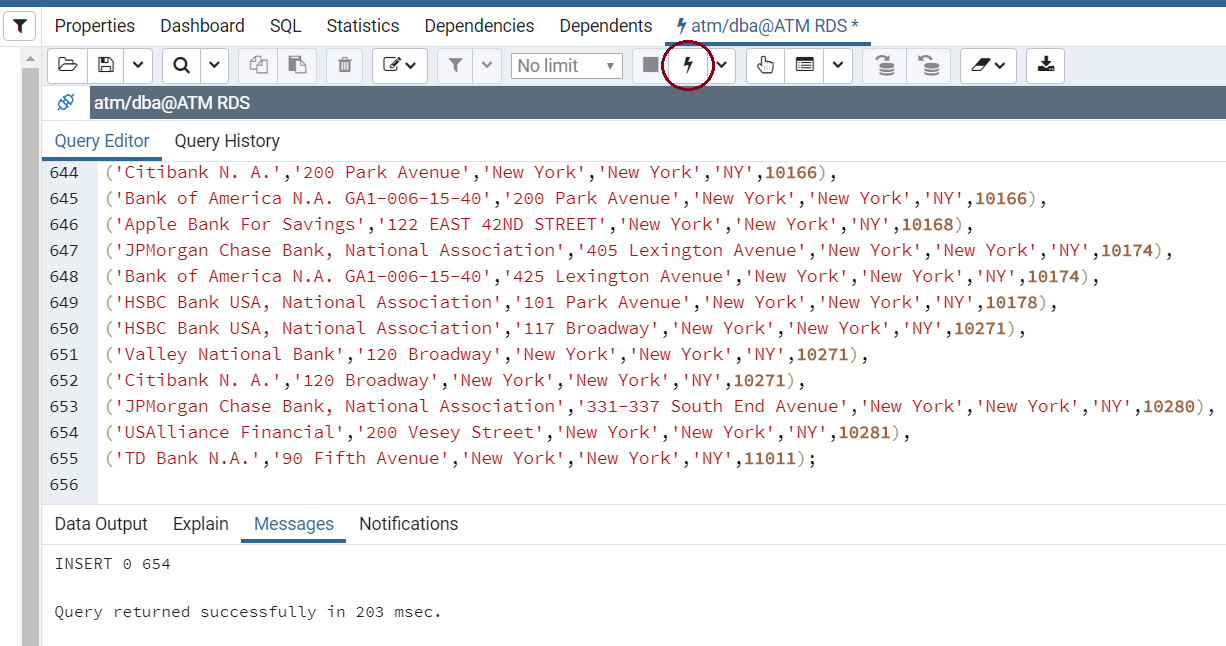 Properties Dashboard SQL Statistics Dependencies Dependents atm/dba@ATM RDS *
No limit
atm/dba@ATM RDS
Query Editor Query History
644 ('Citibank N. A.','200 Park Avenue','New York','New York','NY',10166),
645 ('Bank of America N.A. GA1-006-15-40','200 Park Avenue','New York','New York','NY',10166),
646 ('Apple Bank For Savings','122 EAST 42ND STREET','New York','New York','NY',10168),
647 ('JPMorgan Chase Bank, National Association','405 Lexington Avenue','New York','New York','NY',10174),
648 ('Bank of America N.A. GA1-006-15-40','425 Lexington Avenue','New York','New York','NY',10174),
649 ('HSBC Bank USA, National Association','101 Park Avenue','New York','New York','NY',10178),
650 ('HSBC Bank USA, National Association','117 Broadway','New York','New York','NY',10271),
651 ('Valley National Bank','120 Broadway','New York','New York','NY',10271),
652 ('Citibank N. A.','120 Broadway','New York','New York','NY',10271),
653 ('JPMorgan Chase Bank, National Association','331-337 South End Avenue','New York','New York','NY',10280),
654 ('USAlliance Financial','200 Vesey Street','New York','New York','NY',10281),
655 ('TD Bank N.A.','90 Fifth Avenue','New York','New York','NY',11011);
656
Data Output Explain Messages Notifications
INSERT 0 654
Query returned successfully in 203 msec.